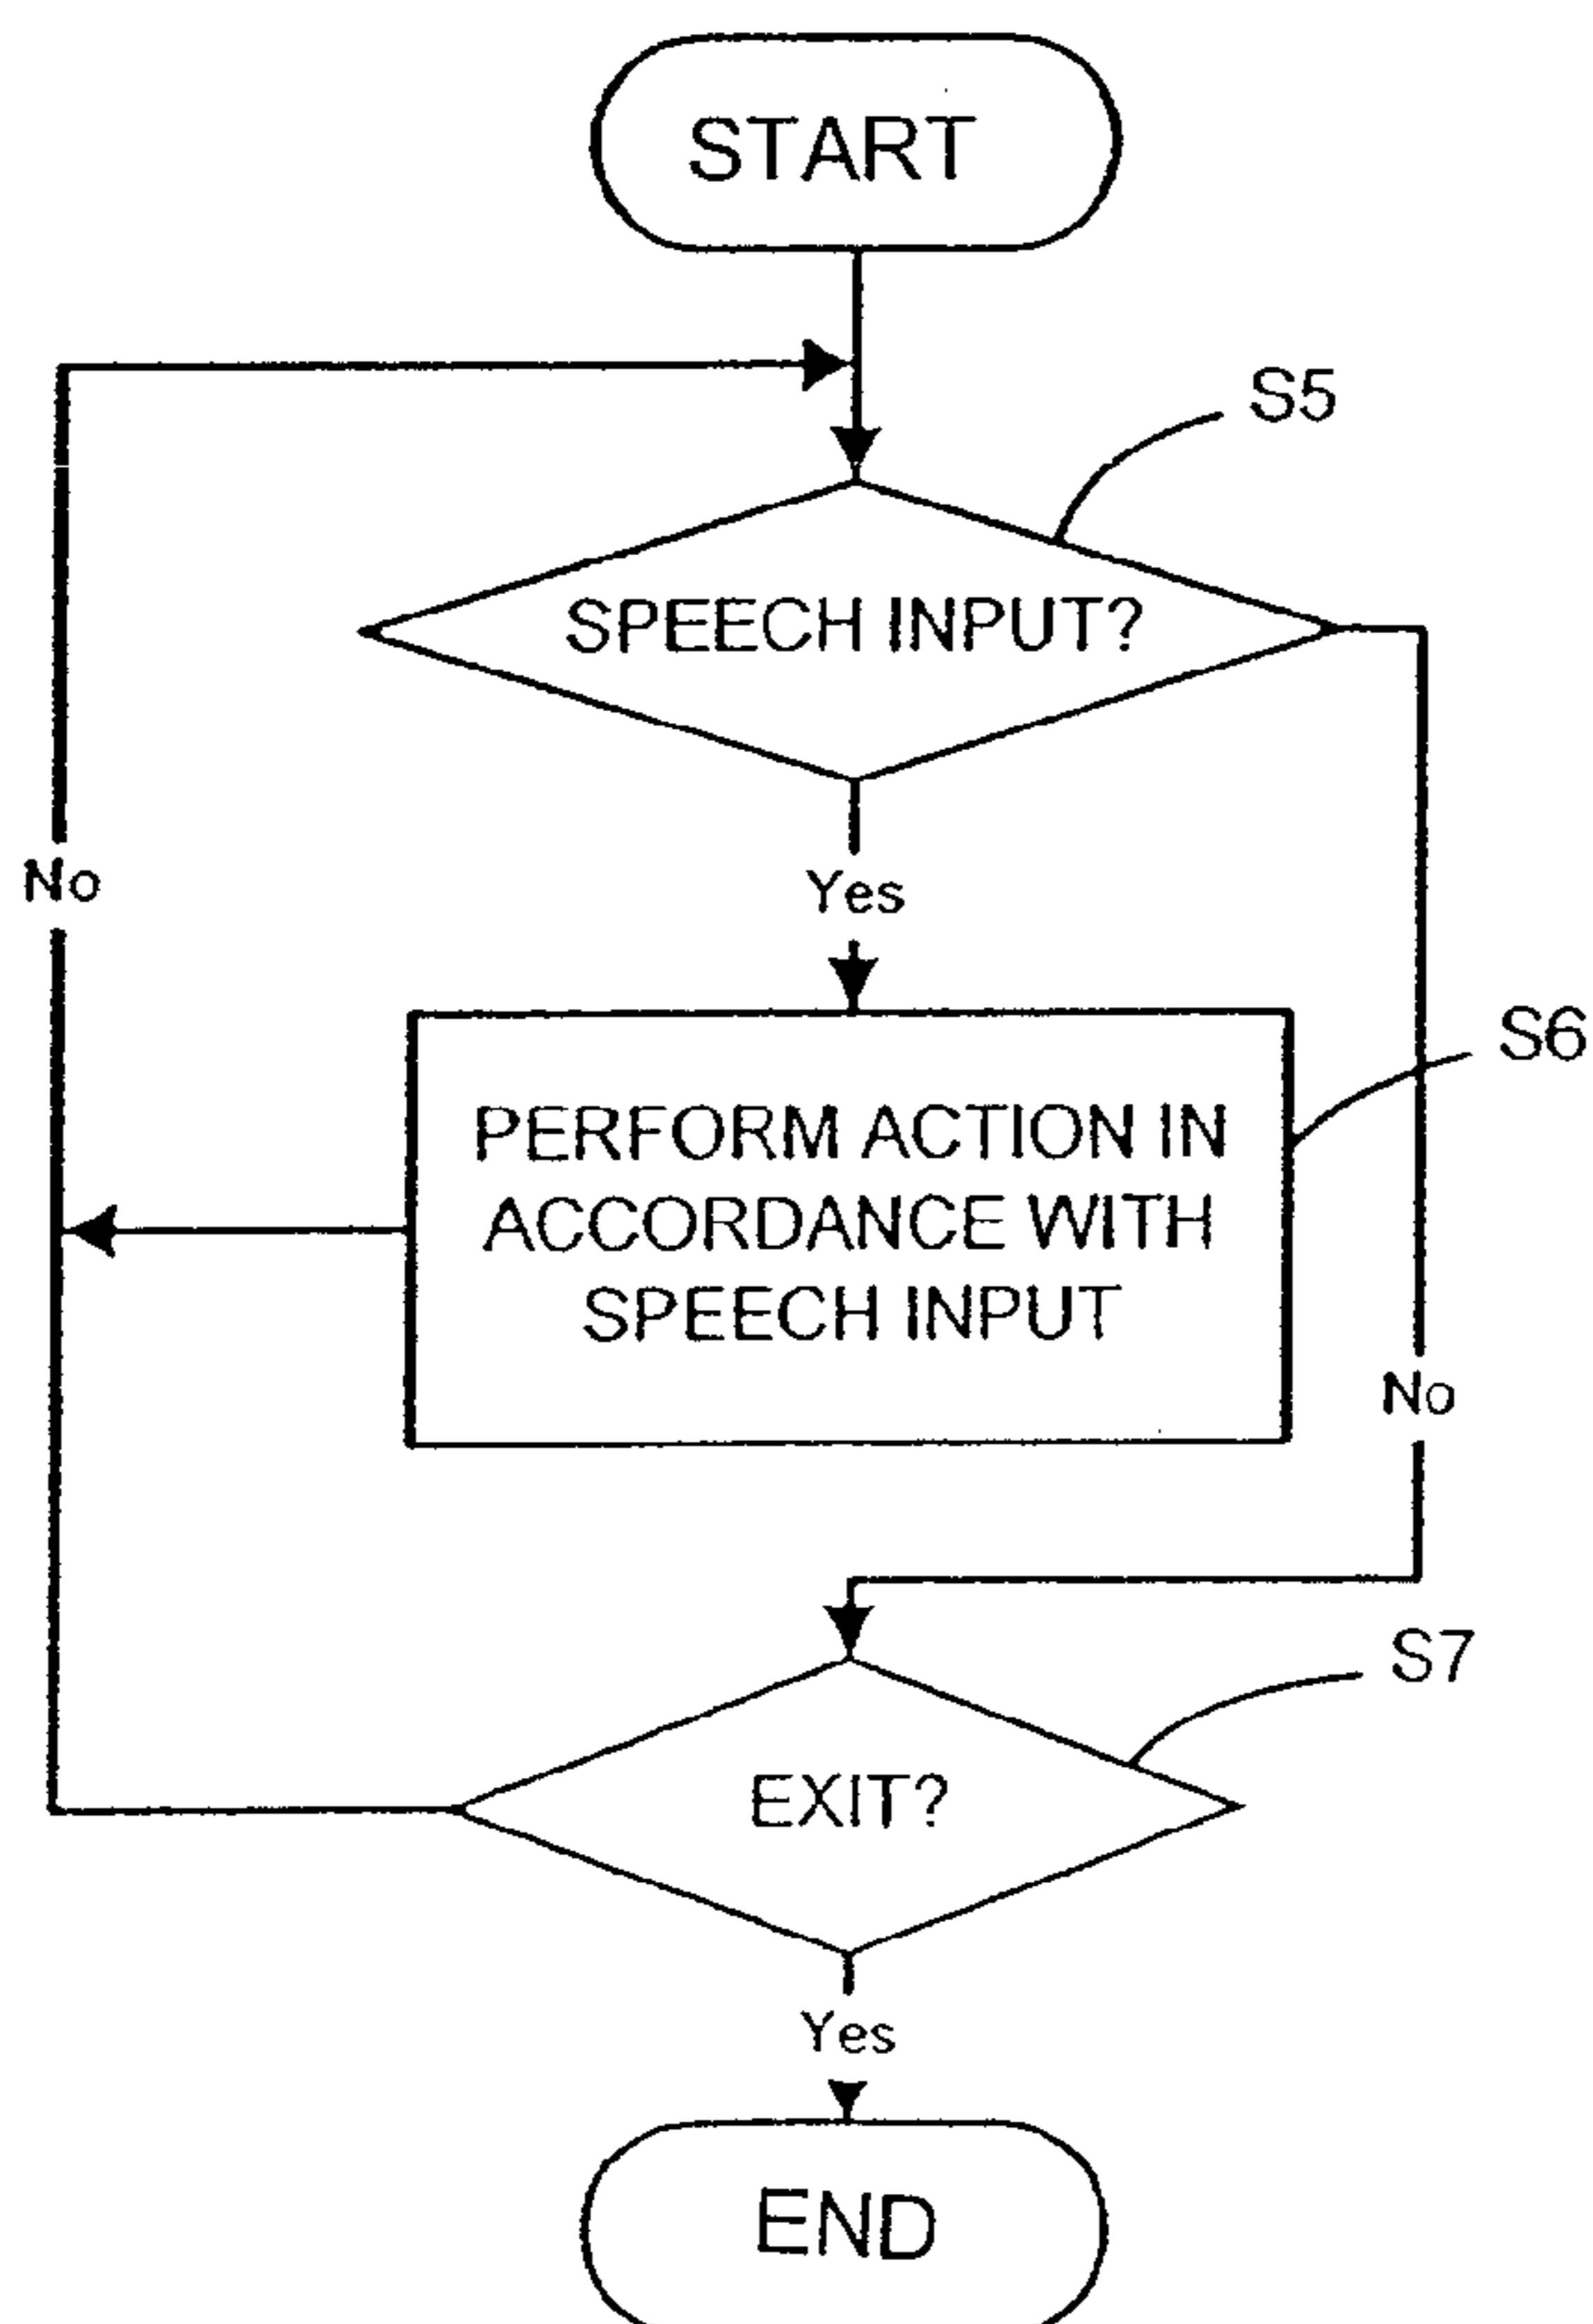 START
S5
SPEECH INPUT?
No
Yes
S6
PERFORM ACTION IN
ACCORDANCE WITH
SPEECH INPUT
No
S7
EXIT?
Yes
END